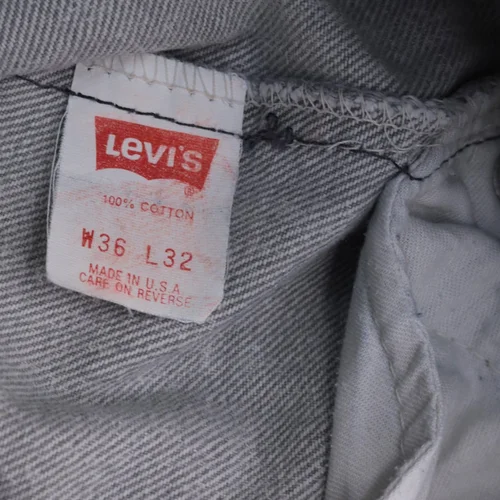 LEVI'S
®
100% COTTON
W36 L32
MADE IN U.S.A
CARE ON REVERSE